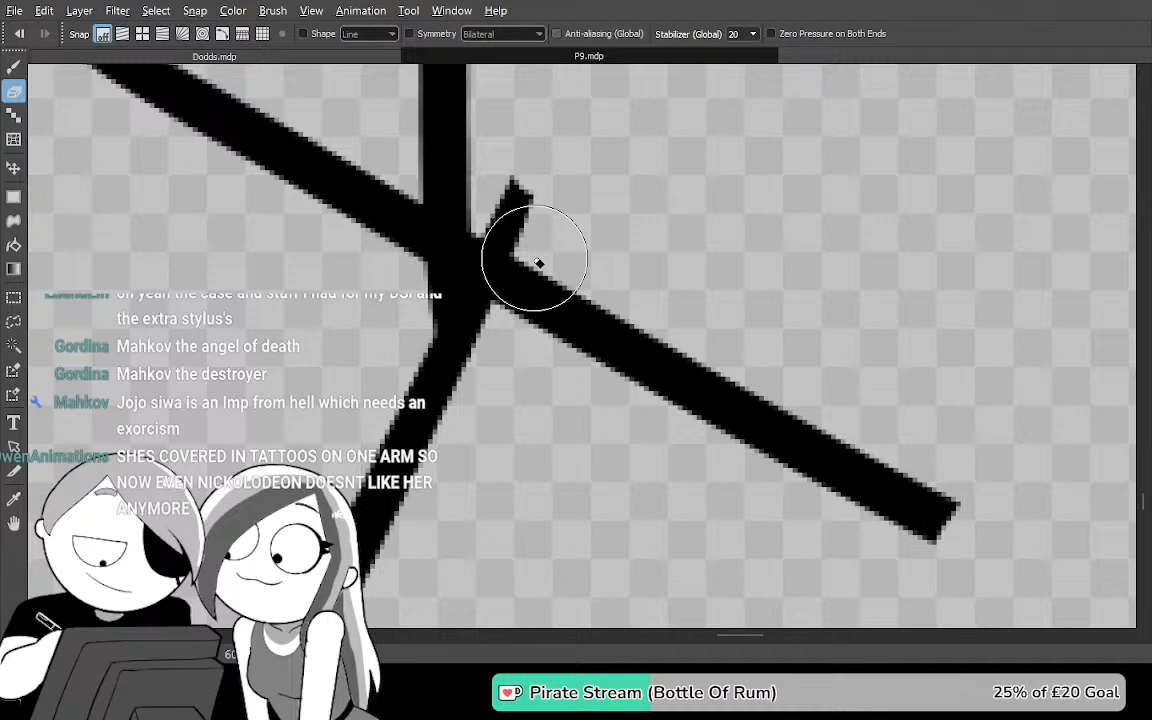 File Edit Layer Filter Snap Color Brush Select View Animation Tool Window Help
Snap off Shape Line Symmetry Bilateral Anti-aliasing (Global) Stabilizer (Global) 20 Zero Pressure on Both Ends
Dodds.mdp P9.mdp
oh yeah the case and stuff I had for my DSI and
the extra stylus's
Gordina Mahkov the angel of death
Gordina Mahkov the destroyer
Mahkov Jojo siwa is an Imp from hell which needs an
exorcism
wenAnimations SHES COVERED IN TATTOOS ON ONE ARM SO
NOW EVEN NICKOLODEON DOESNT LIKE HER
ANYMORE
60
Pirate Stream (Bottle Of Rum) 25% of £20 Goal